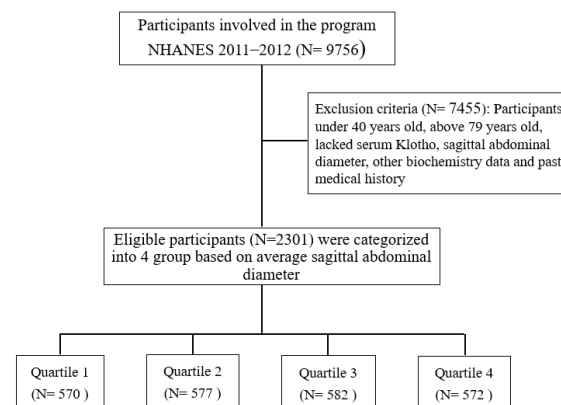 Participants involved in the program
NHANES 2011−2012 (N= 9756)
Exclusion criteria (N= 7455): Participants
under 40 years old, above 79 years old,
lacked serum Klotho, sagittal abdominal
diameter, other biochemistry data and past
medical history
Eligible participants (N=2301) were categorized
into 4 group based on average sagittal abdominal
diameter
Quartile 1
(N= 570 )
Quartile 2
(N= 577 )
Quartile 3
(N= 582 )
Quartile 4
(N= 572 )